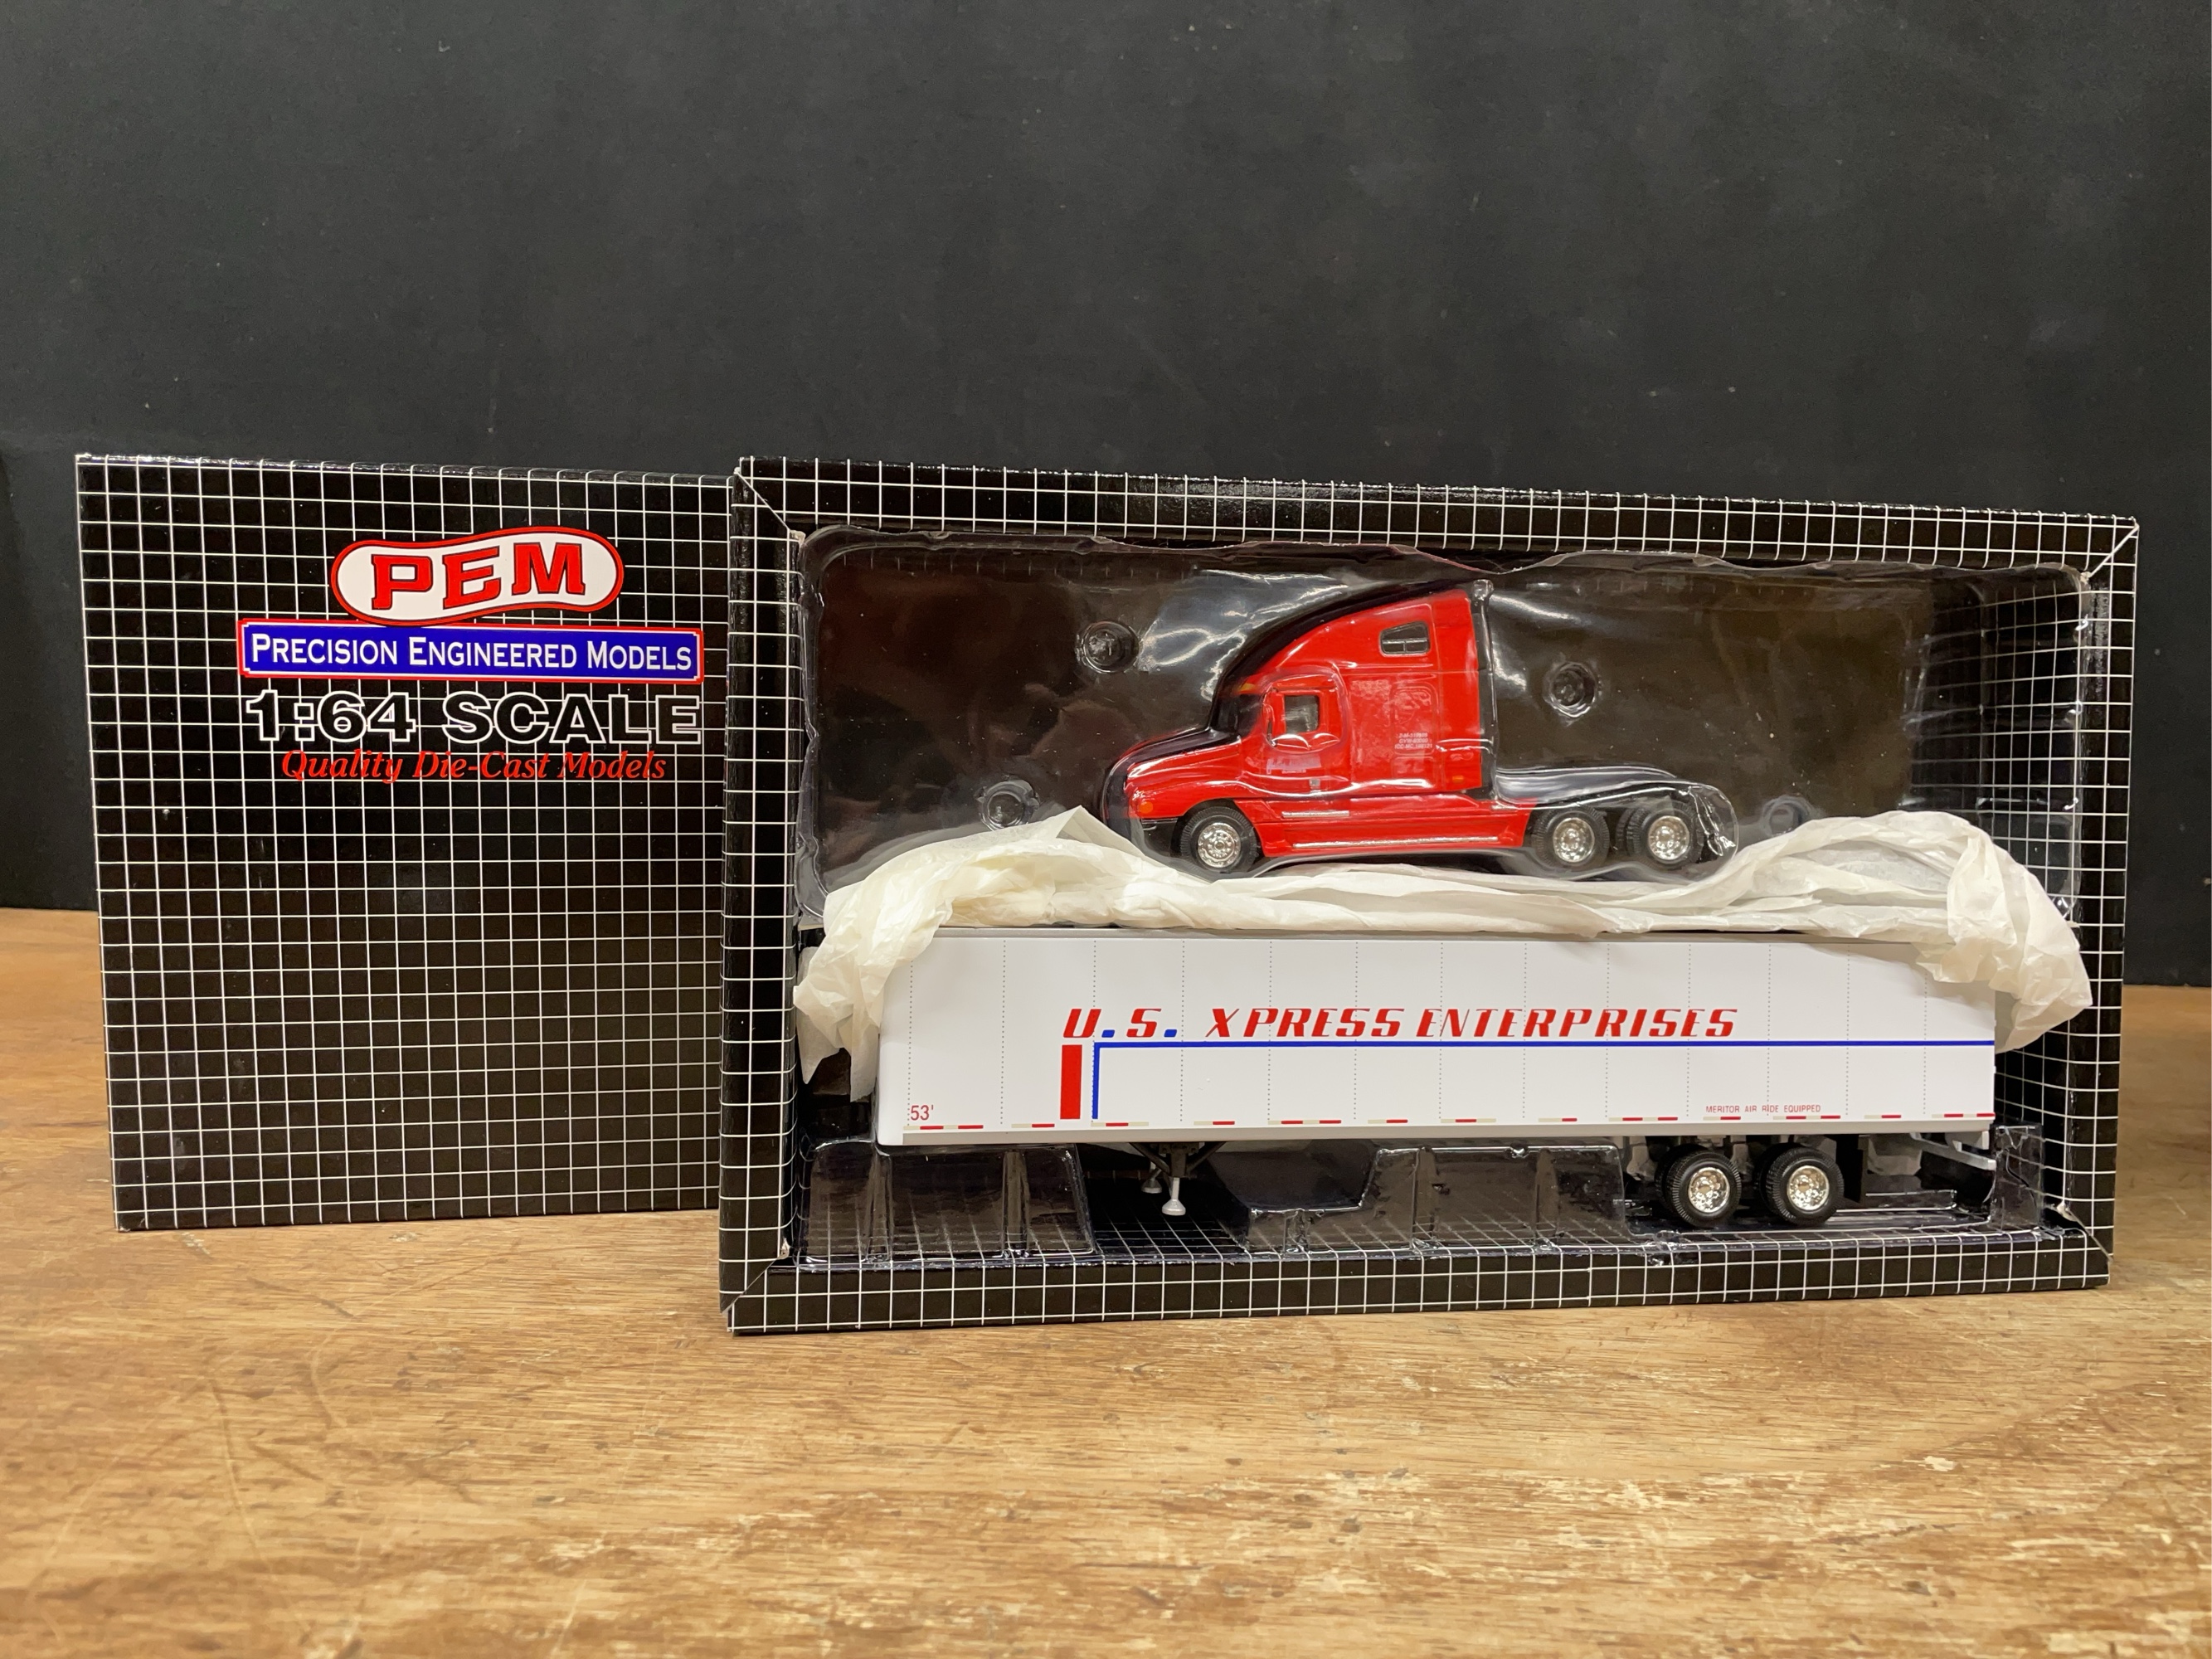 PEM
PRECISION ENGINEERED MODELS
1:64 SCALE
Quality Die-Cast Models
U.S. XPRESS ENTERPRISES
53'
MERITOR AIR RIDE EQUIPPED